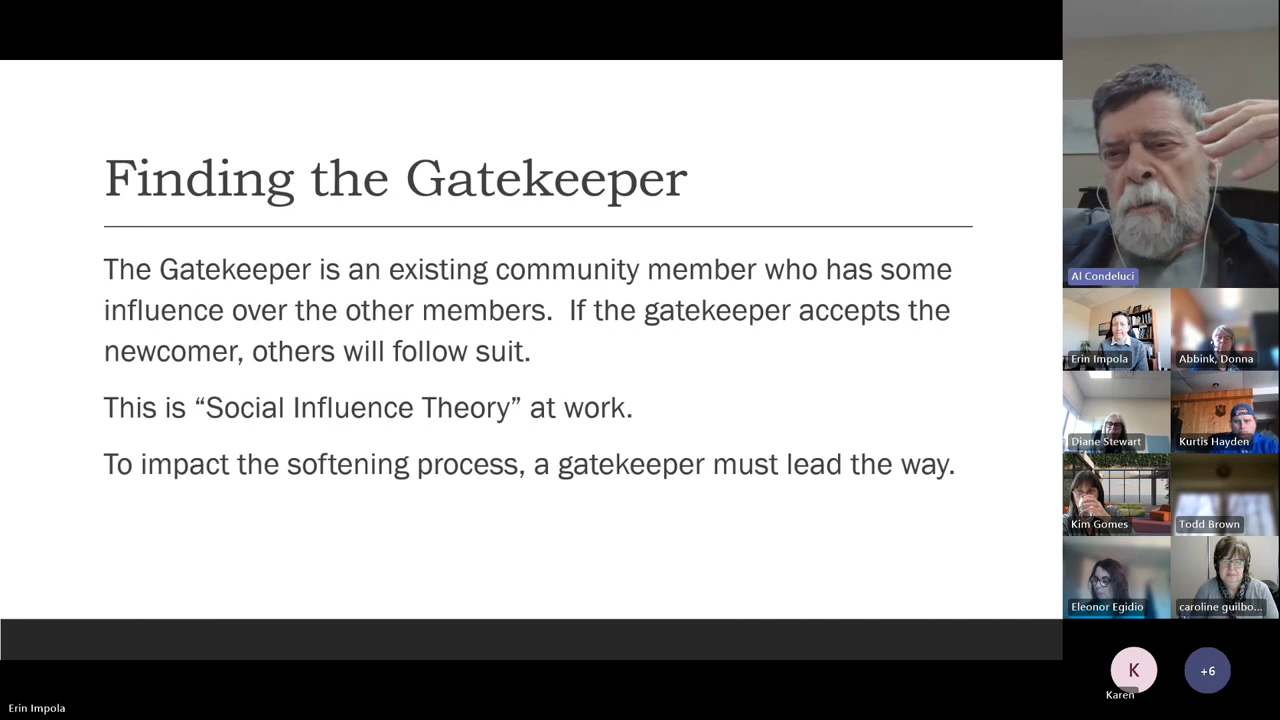 Finding the Gatekeeper
The Gatekeeper is an existing community member who has some
influence over the other members.  If the gatekeeper accepts the
newcomer, others will follow suit.
This is “Social Influence Theory” at work.
To impact the softening process, a gatekeeper must lead the way.
Al Condeluci
Erin Impola
Abbink, Donna
Diane Stewart
Kurtis Hayden
Kim Gomes
Todd Brown
Eleonor Egidio
caroline guilbo...
K
Karen
+6
Erin Impola